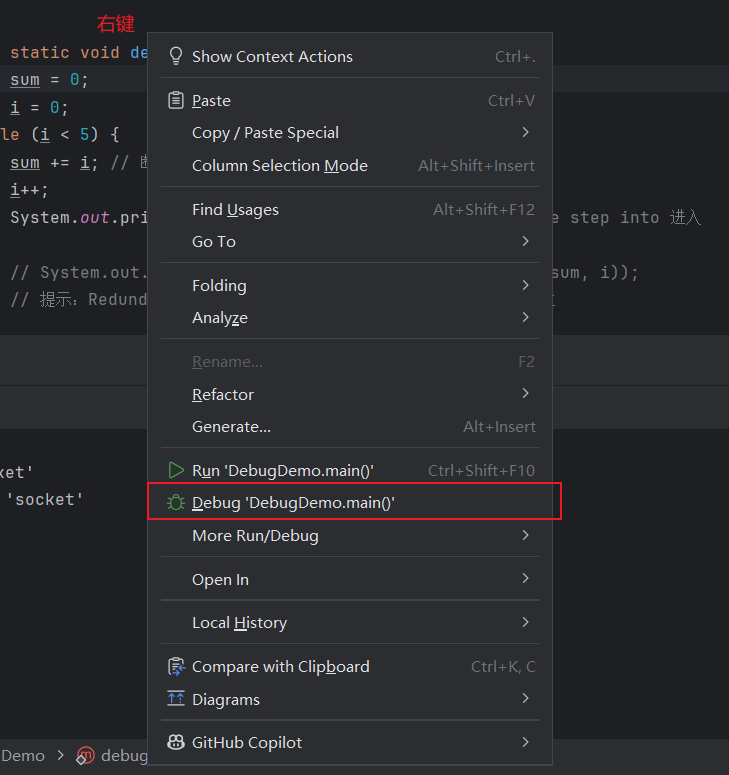 右键
static void de
sum = 0;
i = 0;
le (i < 5) {
sum += i; //
i++;
System.out.pri
e step into 进入
// System.out.
sum, i));
// 提示: Redund
Show Context Actions Ctrl+.
Paste Ctrl+V
Copy / Paste Special
Column Selection Mode Alt+Shift+Insert
Find Usages Alt+Shift+F12
Go To
Folding
Analyze
Rename... F2
Refactor
Generate... Alt+Insert
Run 'DebugDemo.main()' Ctrl+Shift+F10
Debug 'DebugDemo.main()'
More Run/Debug
Open In
Local History
Compare with Clipboard Ctrl+K, C
Diagrams
GitHub Copilot
ket'
'socket'
Demo > m debug